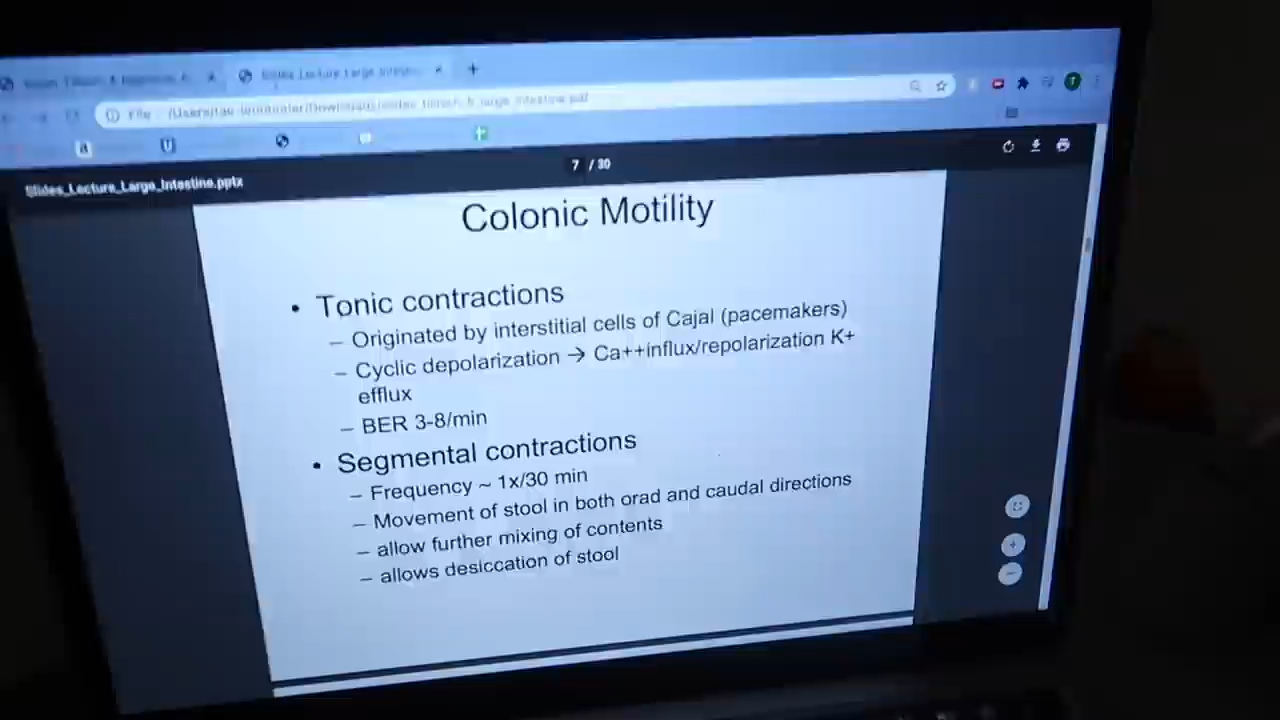 Slides_Lecture_Large_Intestine.pptx
7 / 30
Colonic Motility
• Tonic contractions
– Originated by interstitial cells of Cajal (pacemakers)
– Cyclic depolarization → Ca++influx/repolarization K+
efflux
– BER 3-8/min
• Segmental contractions
– Frequency ~ 1x/30 min
– Movement of stool in both orad and caudal directions
– allow further mixing of contents
– allows desiccation of stool